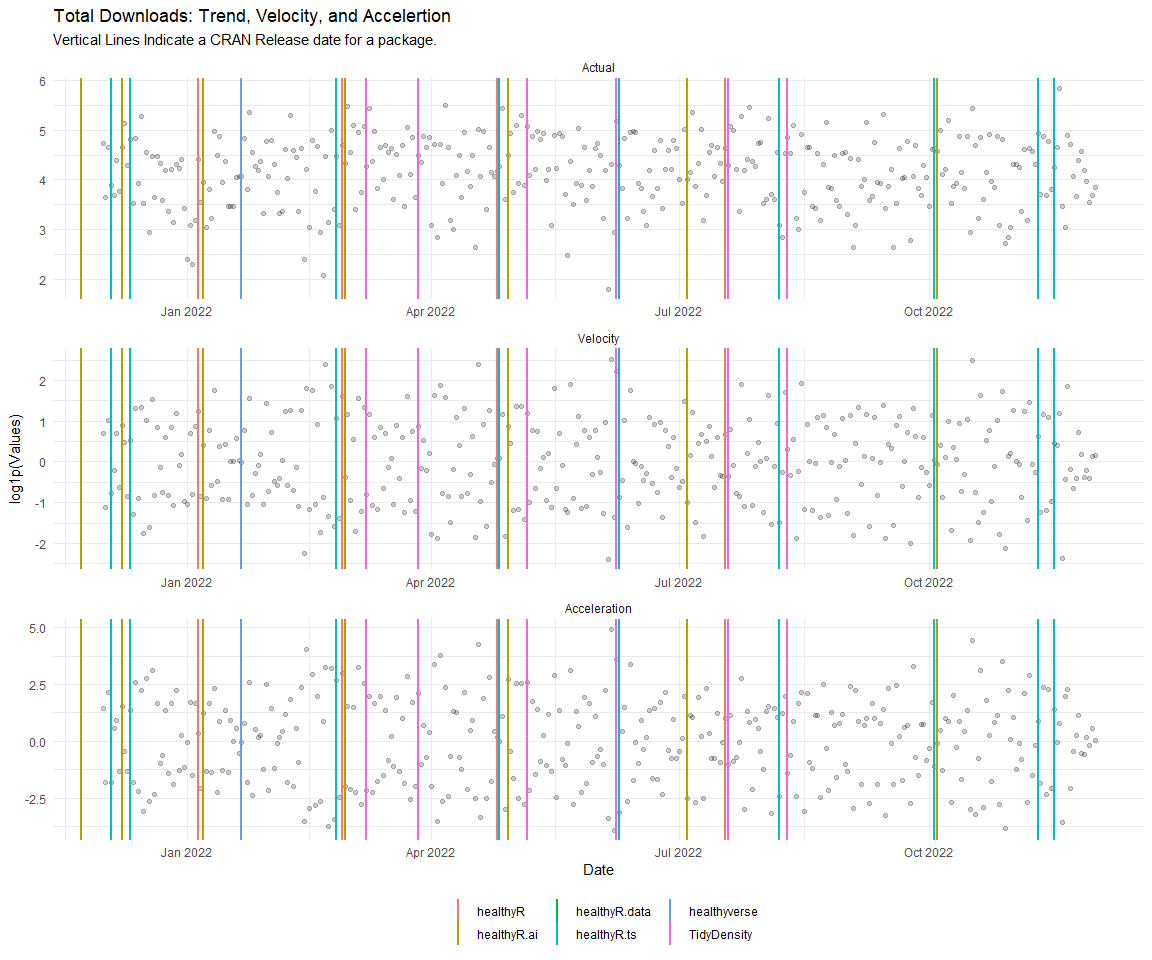 Total Downloads: Trend, Velocity, and Accelertion
Vertical Lines Indicate a CRAN Release date for a package.
Actual
6
5
4
3
2
Jan 2022 Apr 2022 Jul 2022 Oct 2022
Velocity
2
1
0
-1
-2
Jan 2022 Apr 2022 Jul 2022 Oct 2022
log1p(Values)
Acceleration
5.0
2.5
0.0
-2.5
Jan 2022 Apr 2022 Jul 2022 Oct 2022
Date
healthyR healthyR.data healthyverse
healthyR.ai healthyR.ts TidyDensity